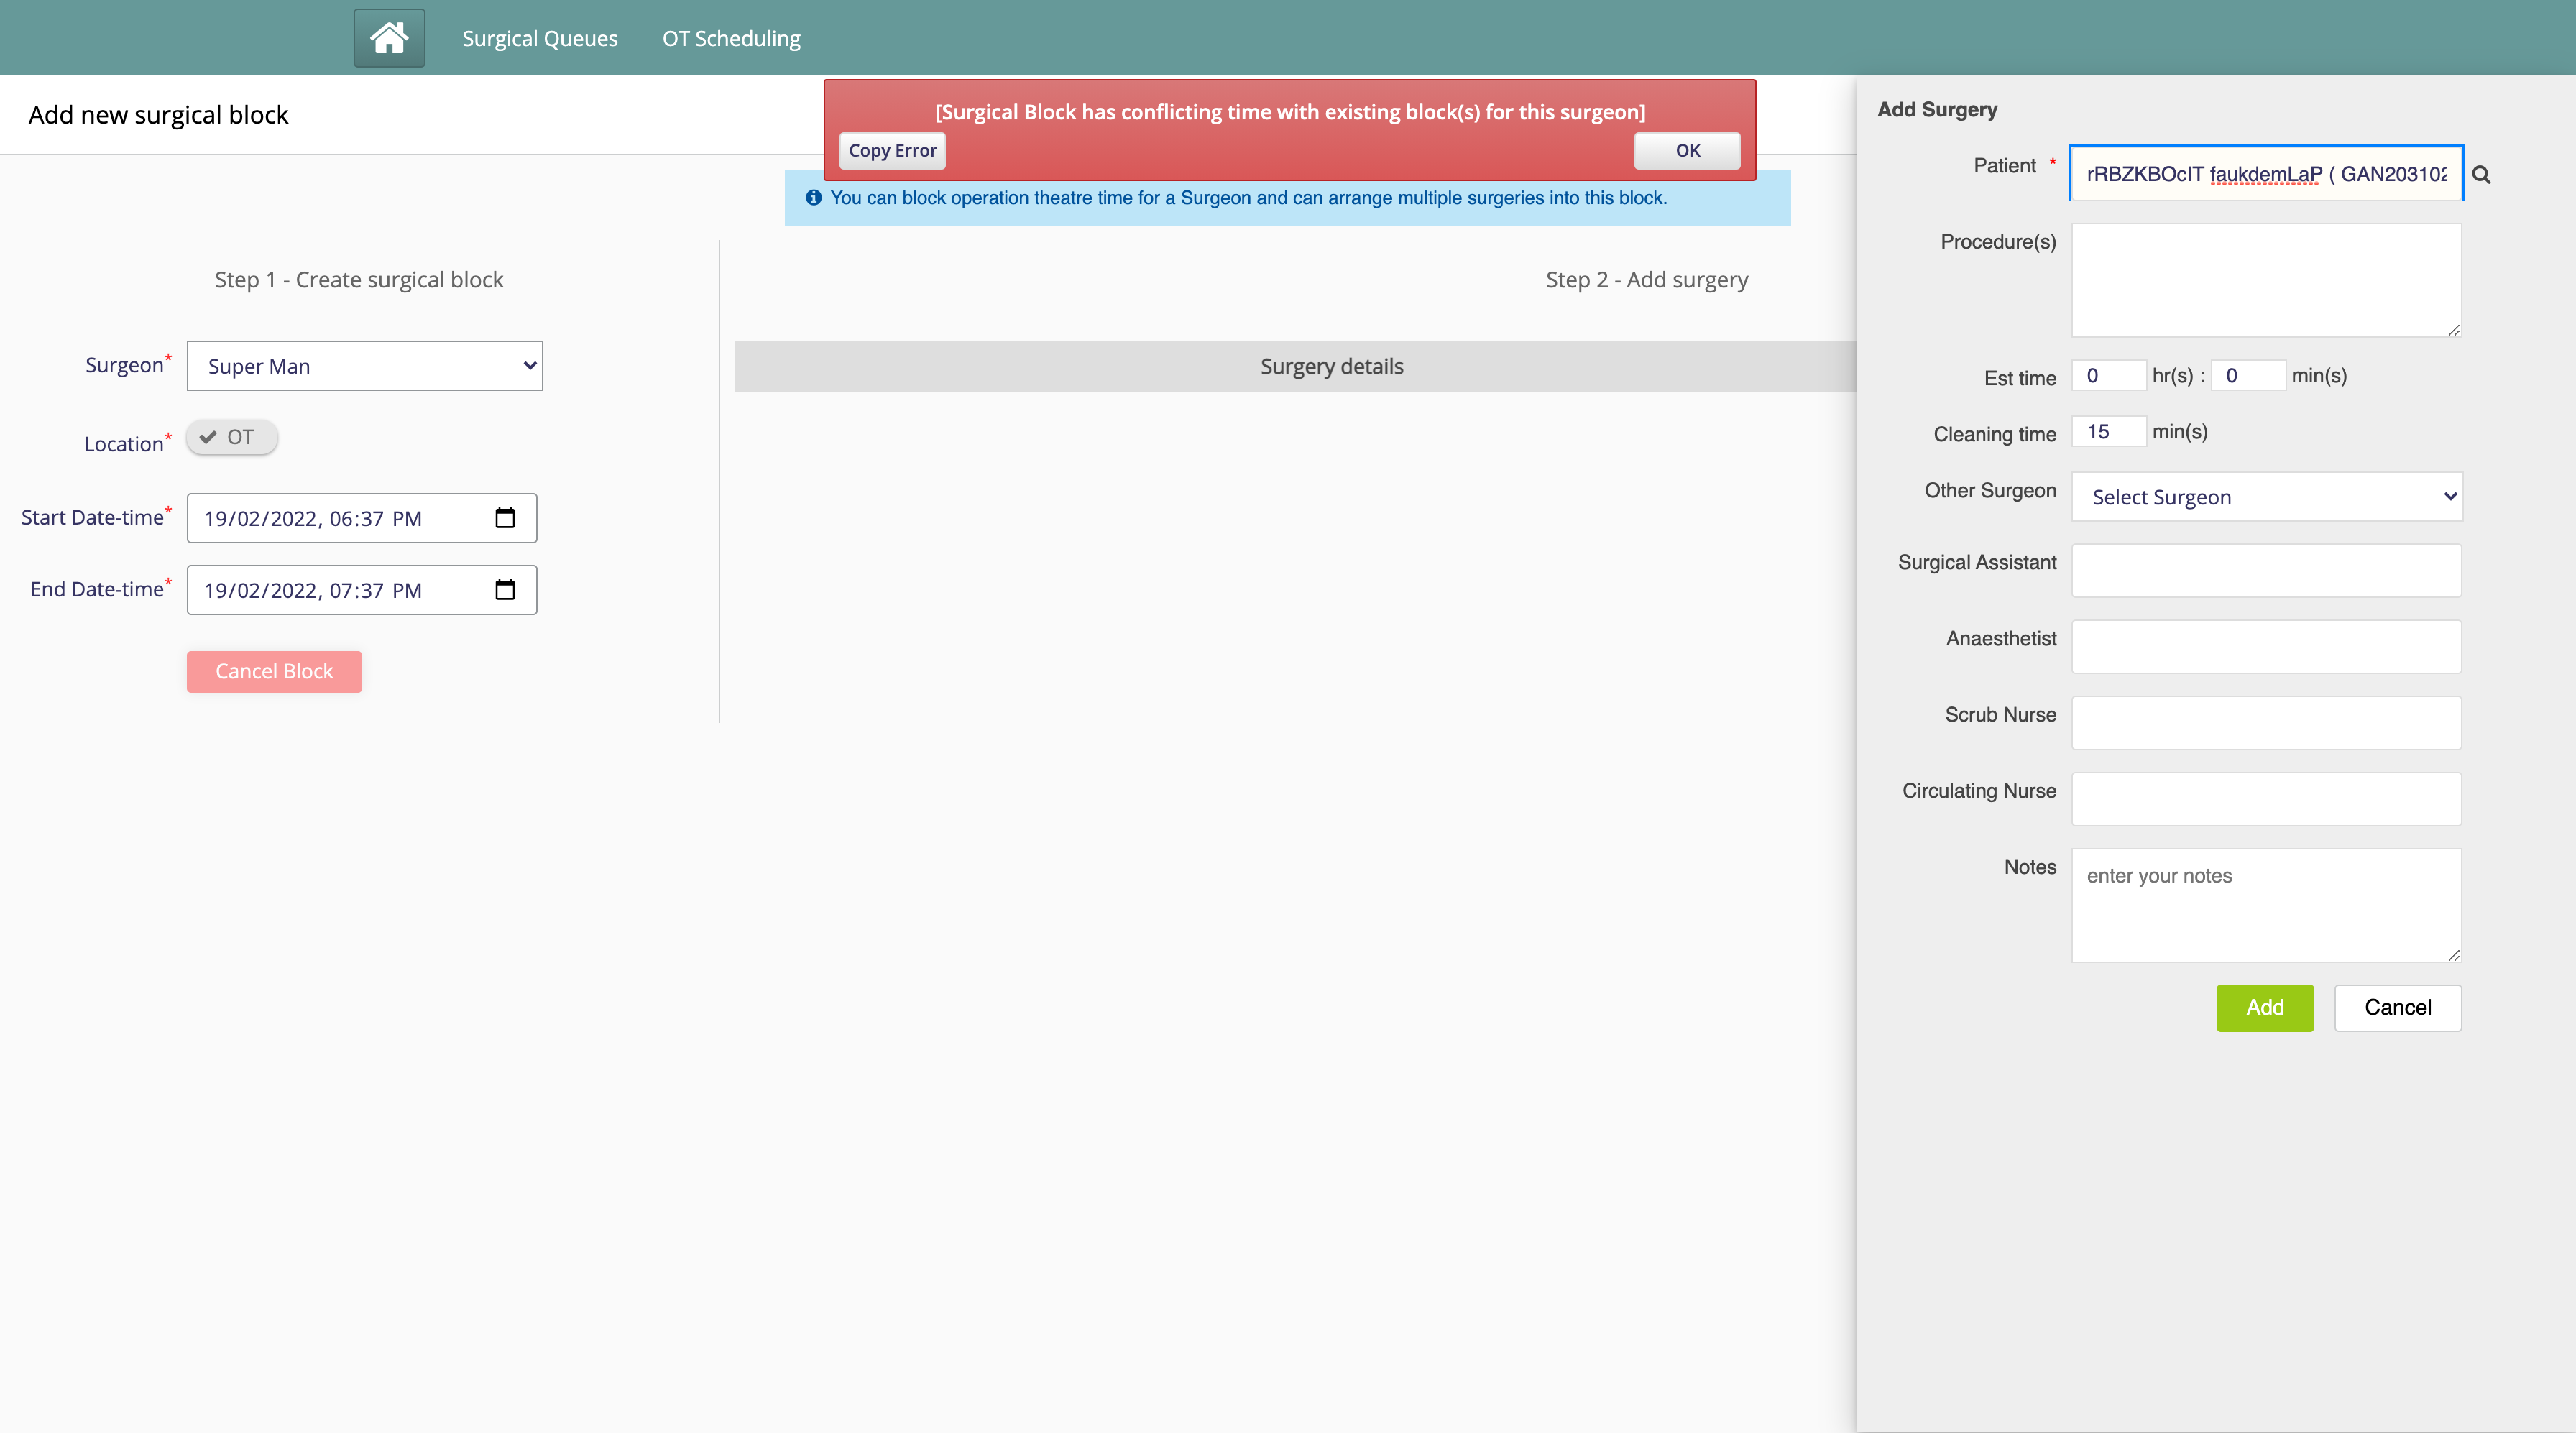 Surgical Queues OT Scheduling
Add new surgical block
[Surgical Block has conflicting time with existing block(s) for this surgeon]
Copy Error OK
You can block operation theatre time for a Surgeon and can arrange multiple surgeries into this block.
Step 1 - Create surgical block
Surgeon* Super Man
Location* OT
Start Date-time* 19/02/2022, 06:37 PM
End Date-time* 19/02/2022, 07:37 PM
Cancel Block
Step 2 - Add surgery
Surgery details
Add Surgery
Patient * rRBZKBOcIT faukdemLaP ( GAN203102
Procedure(s)
Est time 0 hr(s) : 0 min(s)
Cleaning time 15 min(s)
Other Surgeon Select Surgeon
Surgical Assistant
Anaesthetist
Scrub Nurse
Circulating Nurse
Notes enter your notes
Add Cancel